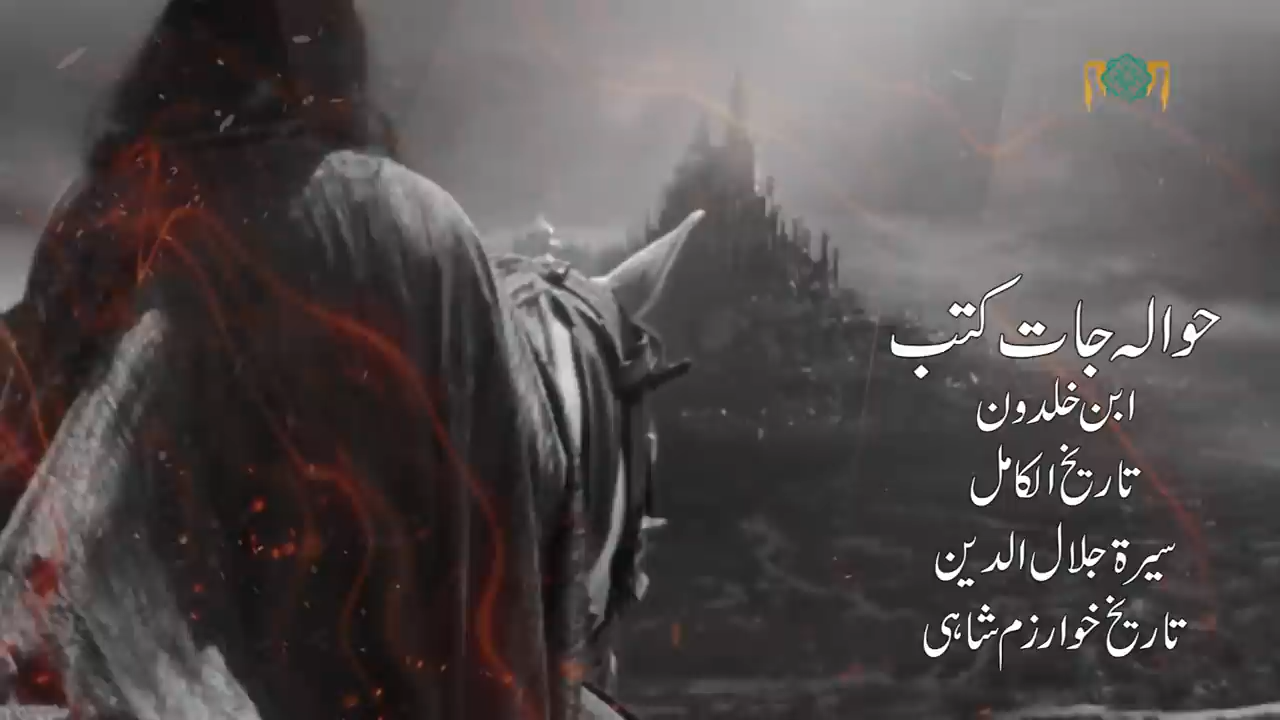 حوالہ جات کتب
ابن خلدون
تاریخ الکامل
سیرۃ جلال الدین
تاریخ خوارزم شاہی